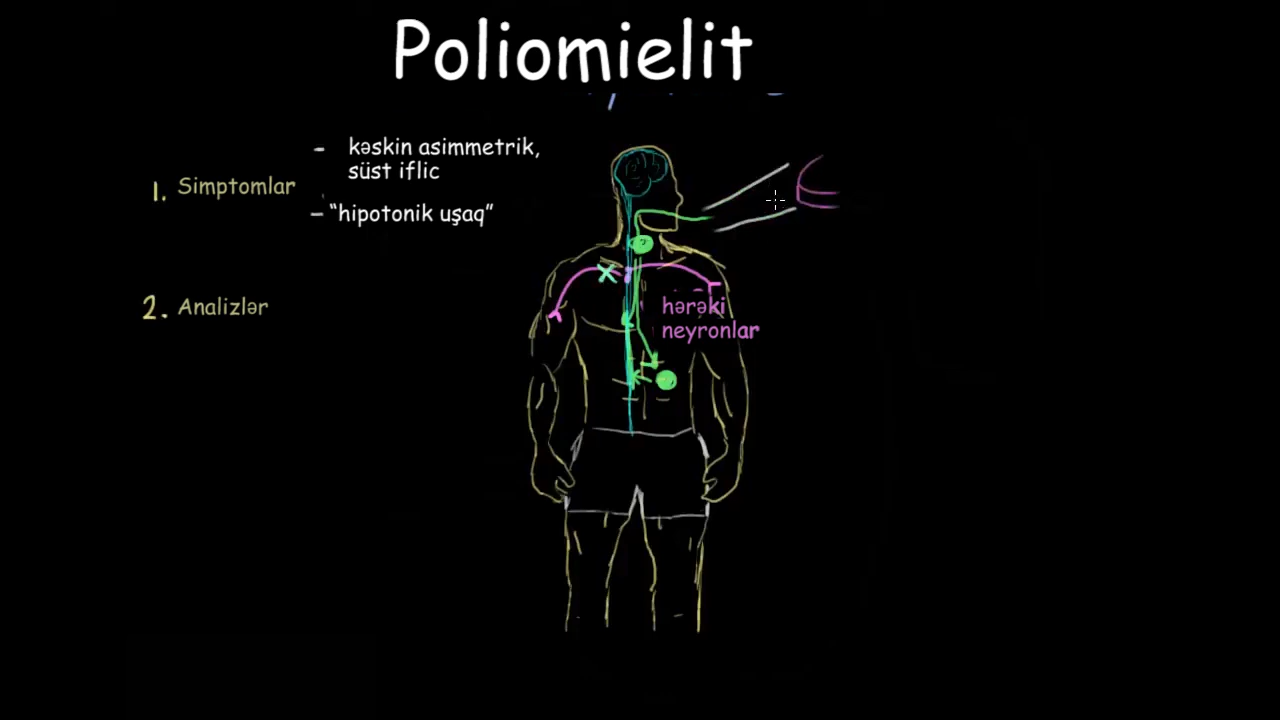 Poliomielit
- kəskin asimmetrik,
süst iflic
1. Simptomlar
- "hipotonik uşaq"
2. Analizlər
hərəki
neyronlar